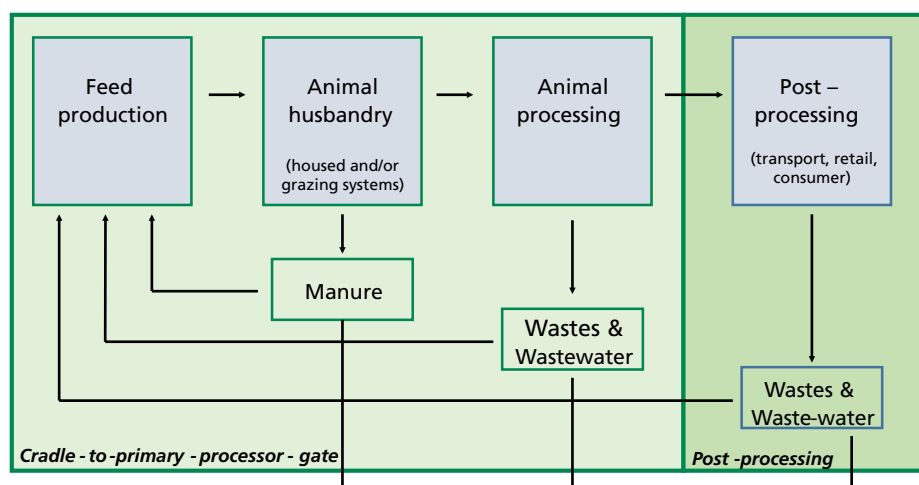 Feed
production
Animal
husbandry
(housed and/or
grazing systems)
Animal
processing
Post –
processing
(transport, retail,
consumer)
Manure
Wastes &
Wastewater
Wastes &
Waste-water
Cradle - to -primary - processor - gate
Post -processing